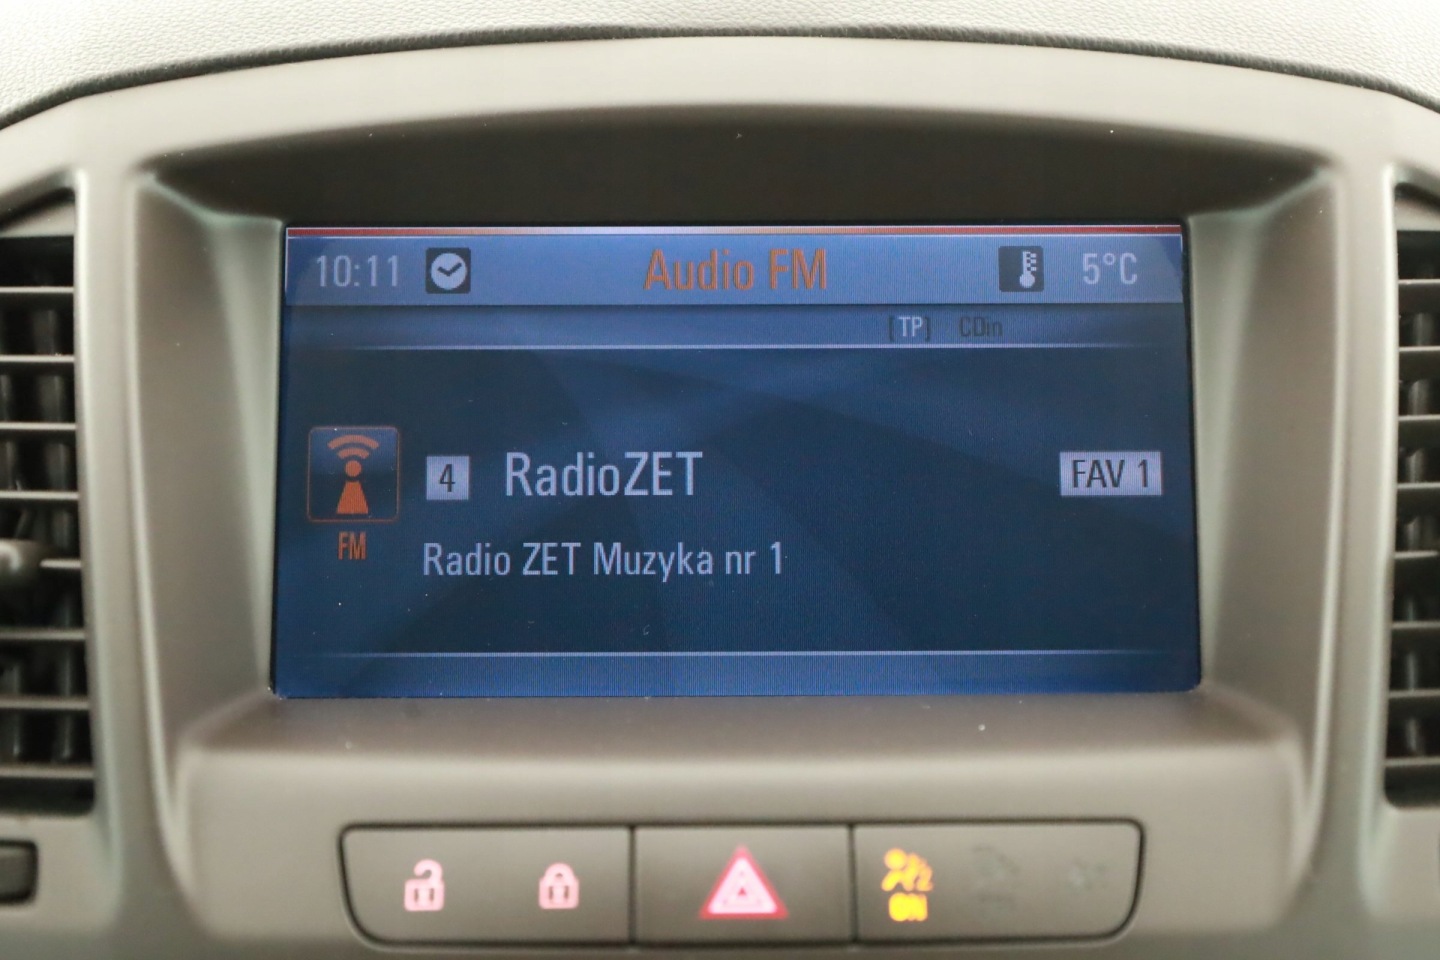 10:11 Audio FM 5°C
[TP] CDin
4 RadioZET FAV 1
FM
Radio ZET Muzyka nr 1
ON